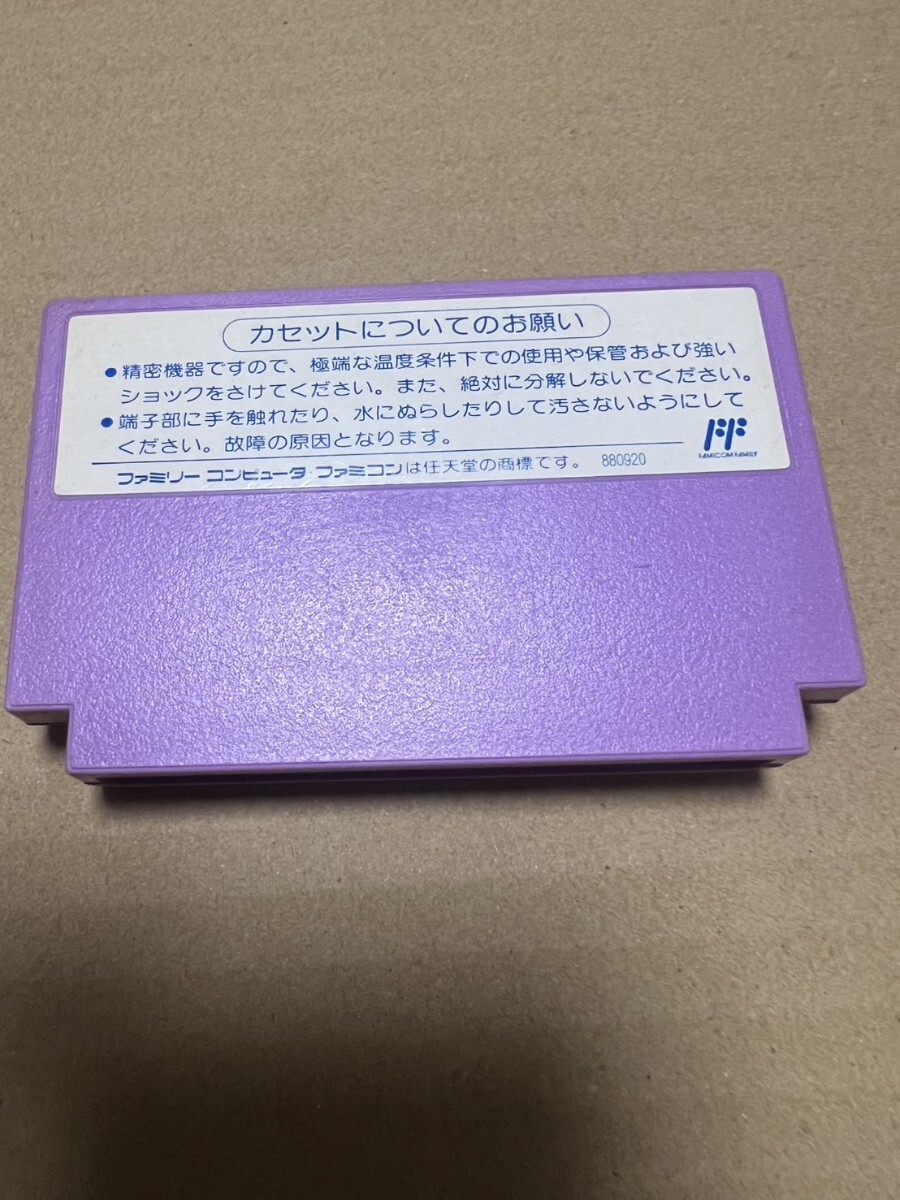 カセットについてのお願い
●精密機器ですので、極端な温度条件下での使用や保管および強い
ショックをさけてください。また、絶対に分解しないでください。
●端子部に手を触れたり、水にぬらしたりして汚さないようにして
ください。故障の原因となります。
FAMICOM FAMILY
ファミリー コンピュータ・ファミコンは任天堂の商標です。 880920